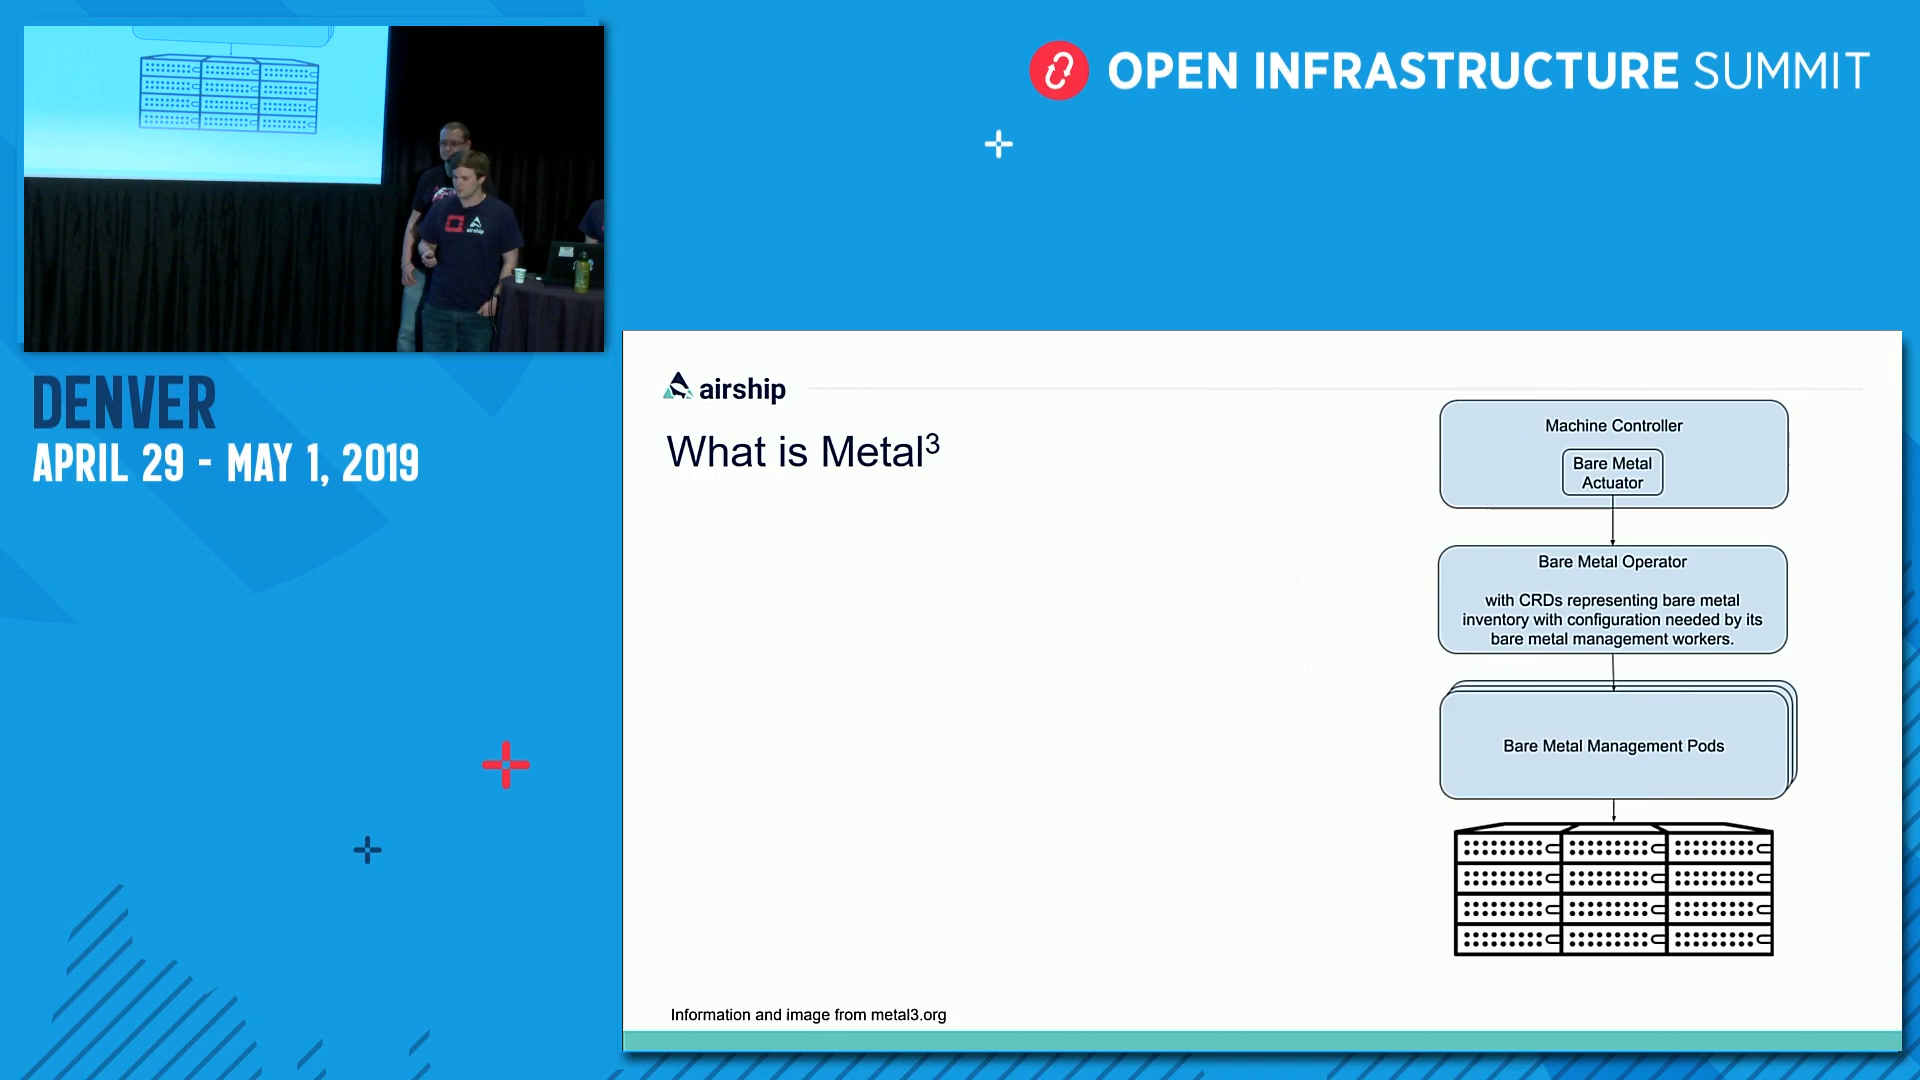 OPEN INFRASTRUCTURE SUMMIT
airship
DENVER
APRIL 29 - MAY 1, 2019
airship
What is Metal³
Machine Controller
Bare Metal
Actuator
Bare Metal Operator
with CRDs representing bare metal
inventory with configuration needed by its
bare metal management workers.
Bare Metal Management Pods
Information and image from metal3.org